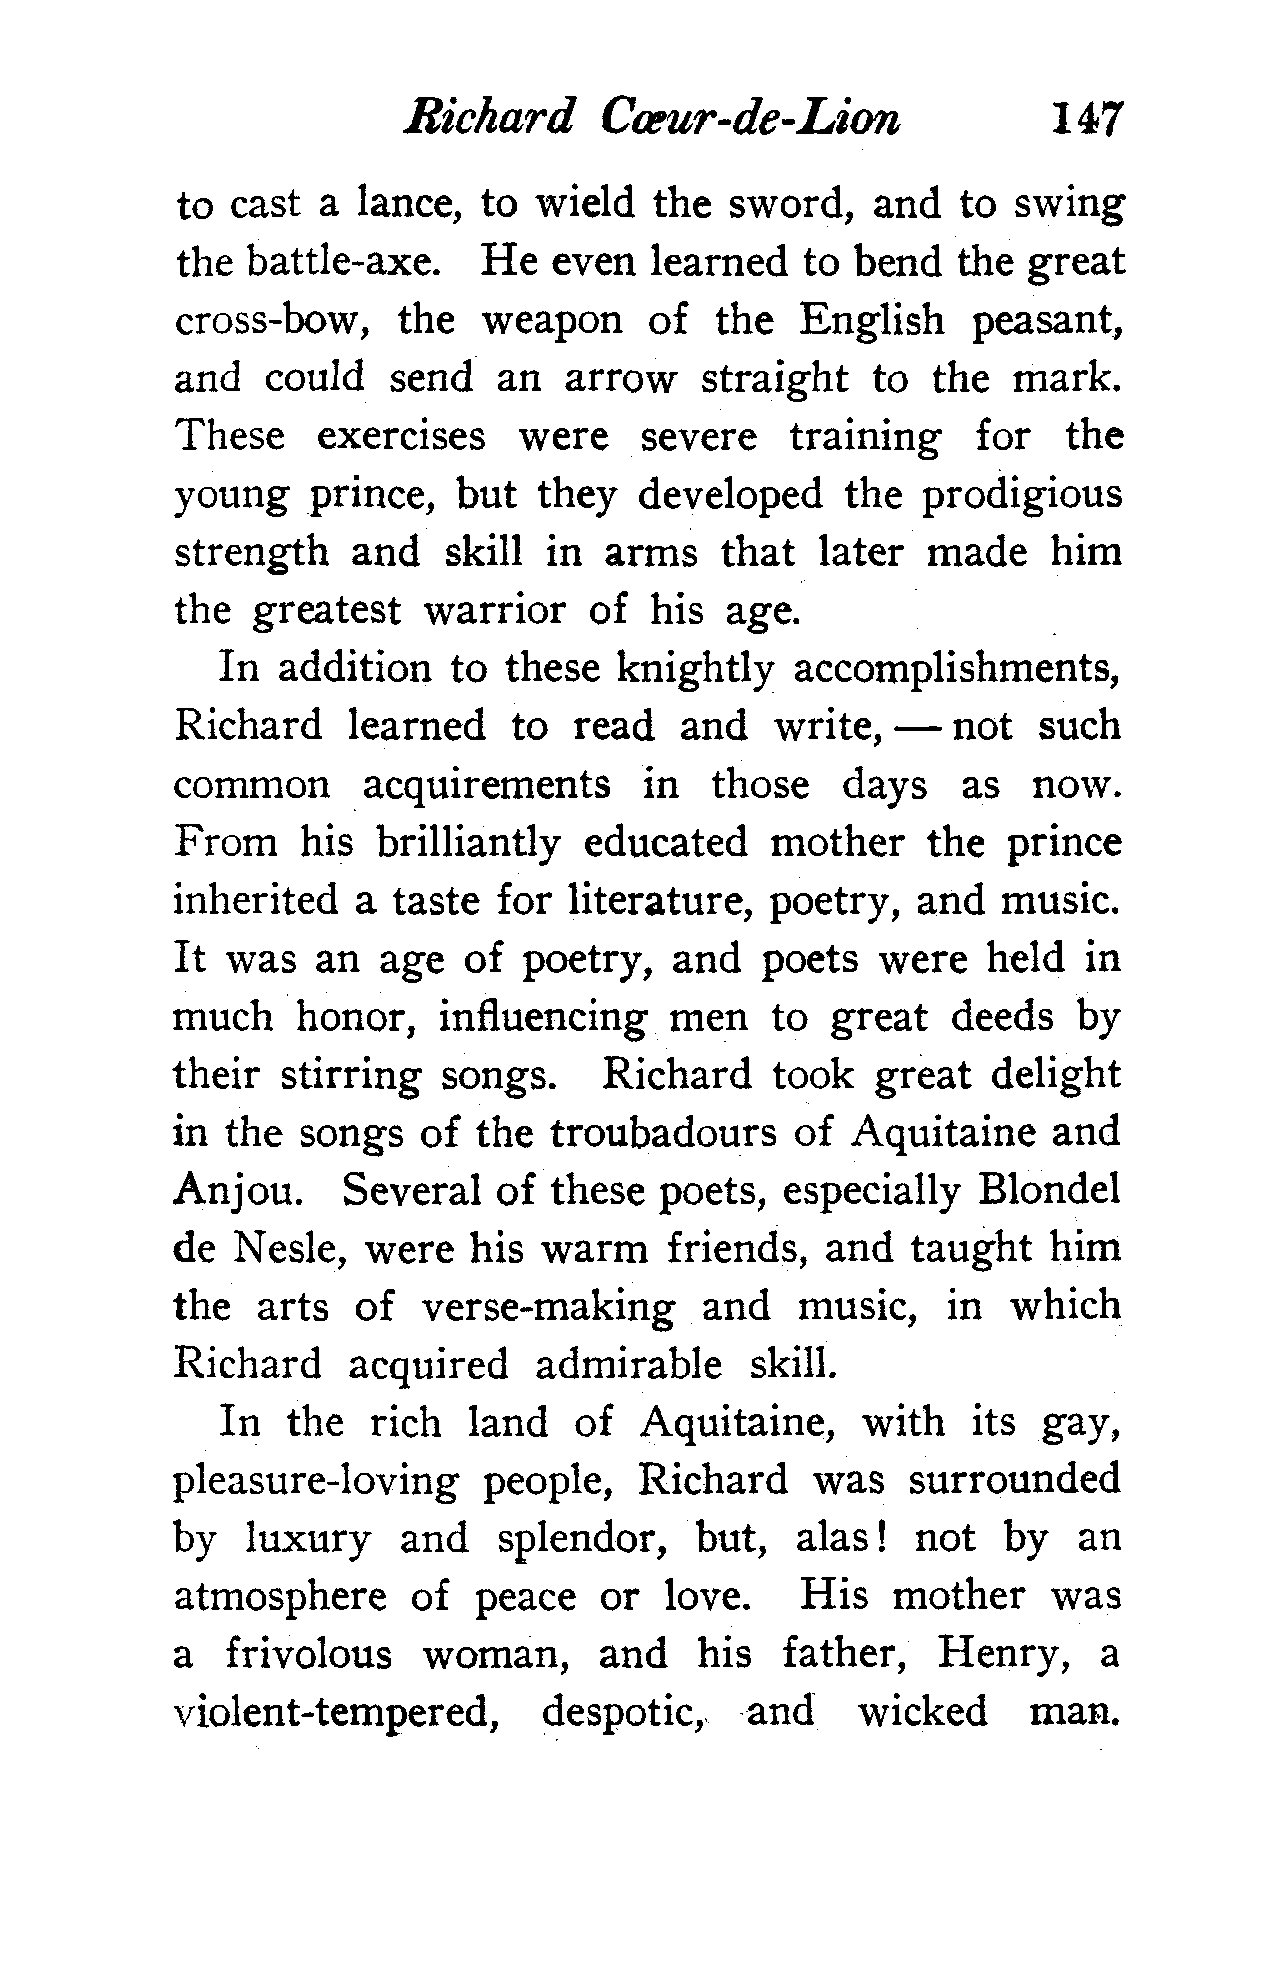 Richard Cœur-de-Lion 147
to cast a lance, to wield the sword, and to swing
the battle-axe. He even learned to bend the great
cross-bow, the weapon of the English peasant,
and could send an arrow straight to the mark.
These exercises were severe training for the
young prince, but they developed the prodigious
strength and skill in arms that later made him
the greatest warrior of his age.
In addition to these knightly accomplishments,
Richard learned to read and write, — not such
common acquirements in those days as now.
From his brilliantly educated mother the prince
inherited a taste for literature, poetry, and music.
It was an age of poetry, and poets were held in
much honor, influencing men to great deeds by
their stirring songs. Richard took great delight
in the songs of the troubadours of Aquitaine and
Anjou. Several of these poets, especially Blondel
de Nesle, were his warm friends, and taught him
the arts of verse-making and music, in which
Richard acquired admirable skill.
In the rich land of Aquitaine, with its gay,
pleasure-loving people, Richard was surrounded
by luxury and splendor, but, alas! not by an
atmosphere of peace or love. His mother was
a frivolous woman, and his father, Henry, a
violent-tempered, despotic, and wicked man.